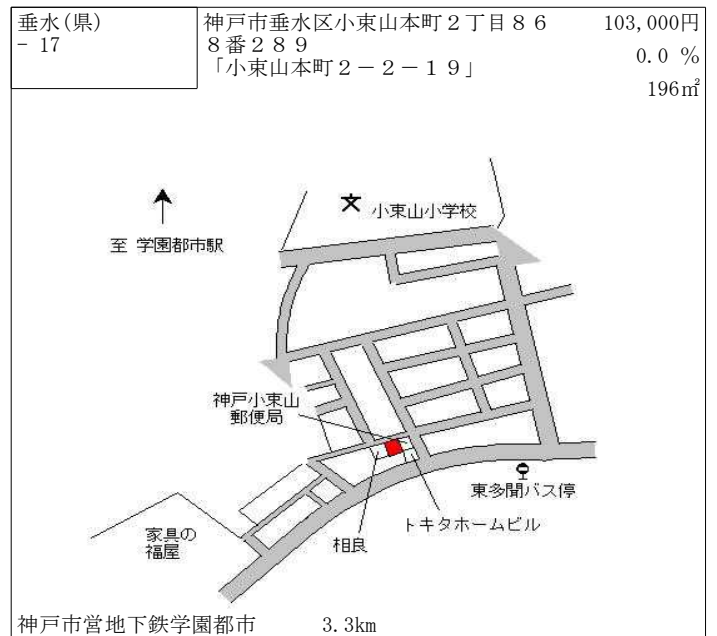 垂水(県)
- 17
神戸市垂水区小束山本町２丁目８６
８番２８９
「小束山本町２－２－１９」
103,000円
0.0 %
196㎡
小束山小学校
至 学園都市駅
神戸小束山
郵便局
東多聞バス停
トキタホームビル
相良
家具の
福屋
神戸市営地下鉄学園都市 3.3km